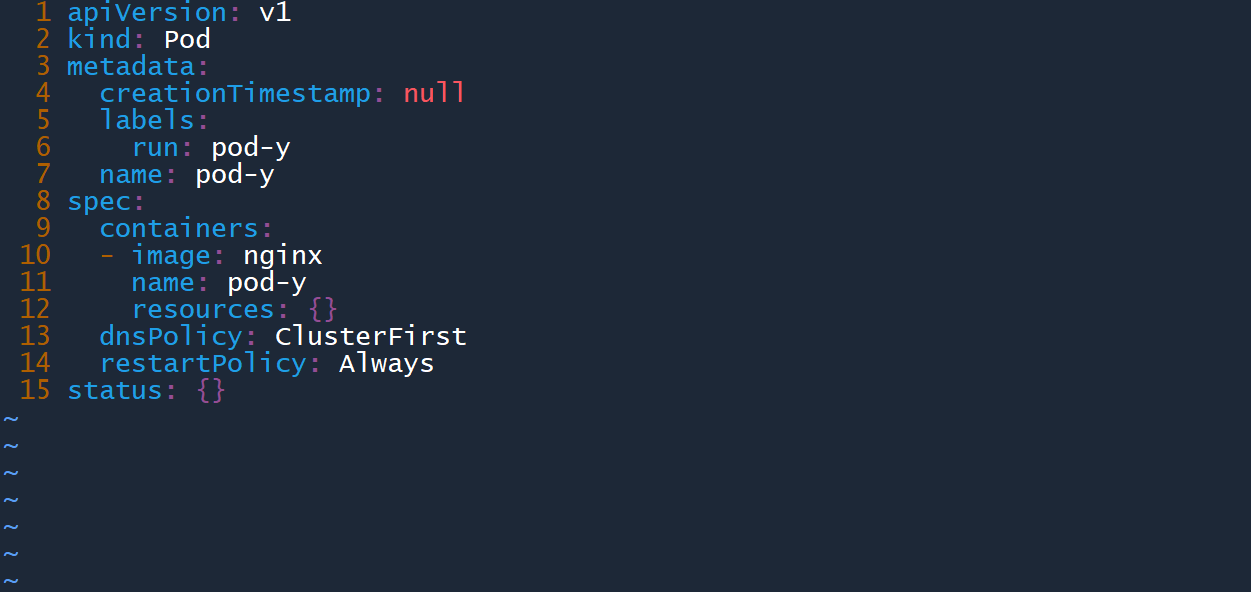 1 apiVersion: v1
2 kind: Pod
3 metadata:
4   creationTimestamp: null
5   labels:
6     run: pod-y
7   name: pod-y
8 spec:
9   containers:
10   - image: nginx
11     name: pod-y
12     resources: {}
13   dnsPolicy: ClusterFirst
14   restartPolicy: Always
15 status: {}
~
~
~
~
~
~
~